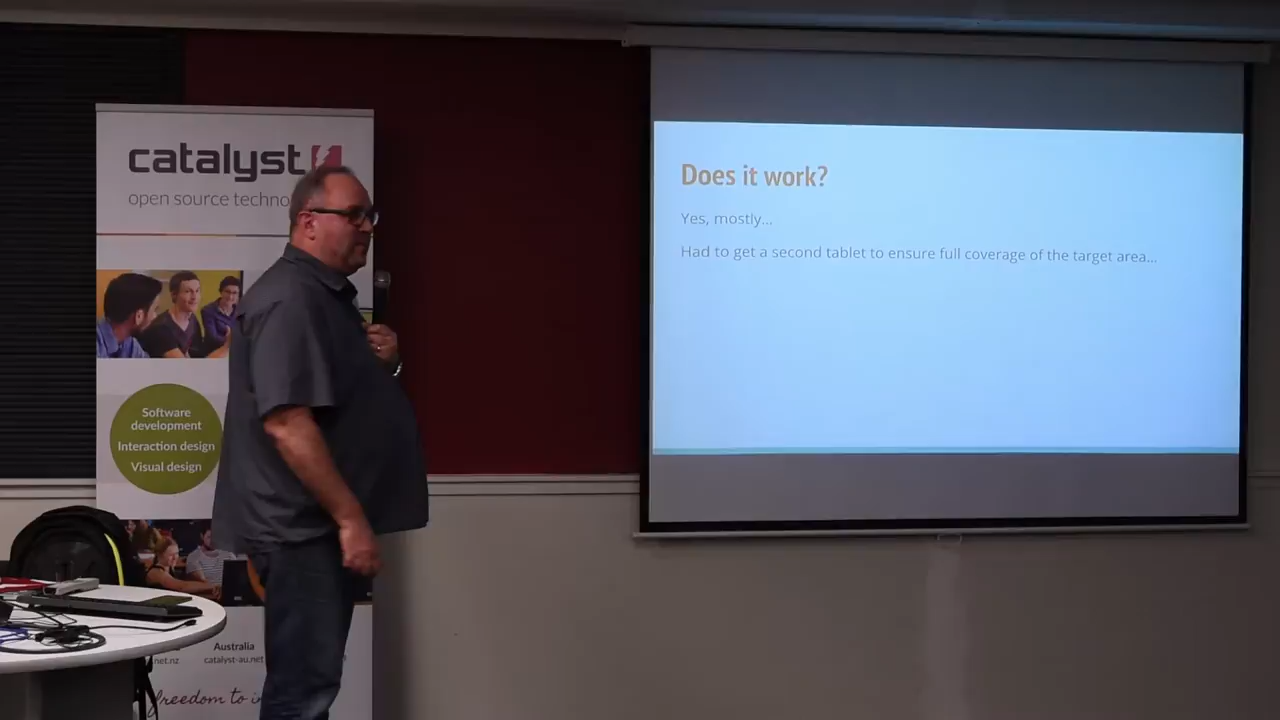 catalyst
open source techno
Software
development
Interaction design
Visual design
.net.nz
Australia
catalyst-au.net
freedom to i
Does it work?
Yes, mostly...
Had to get a second tablet to ensure full coverage of the target area...